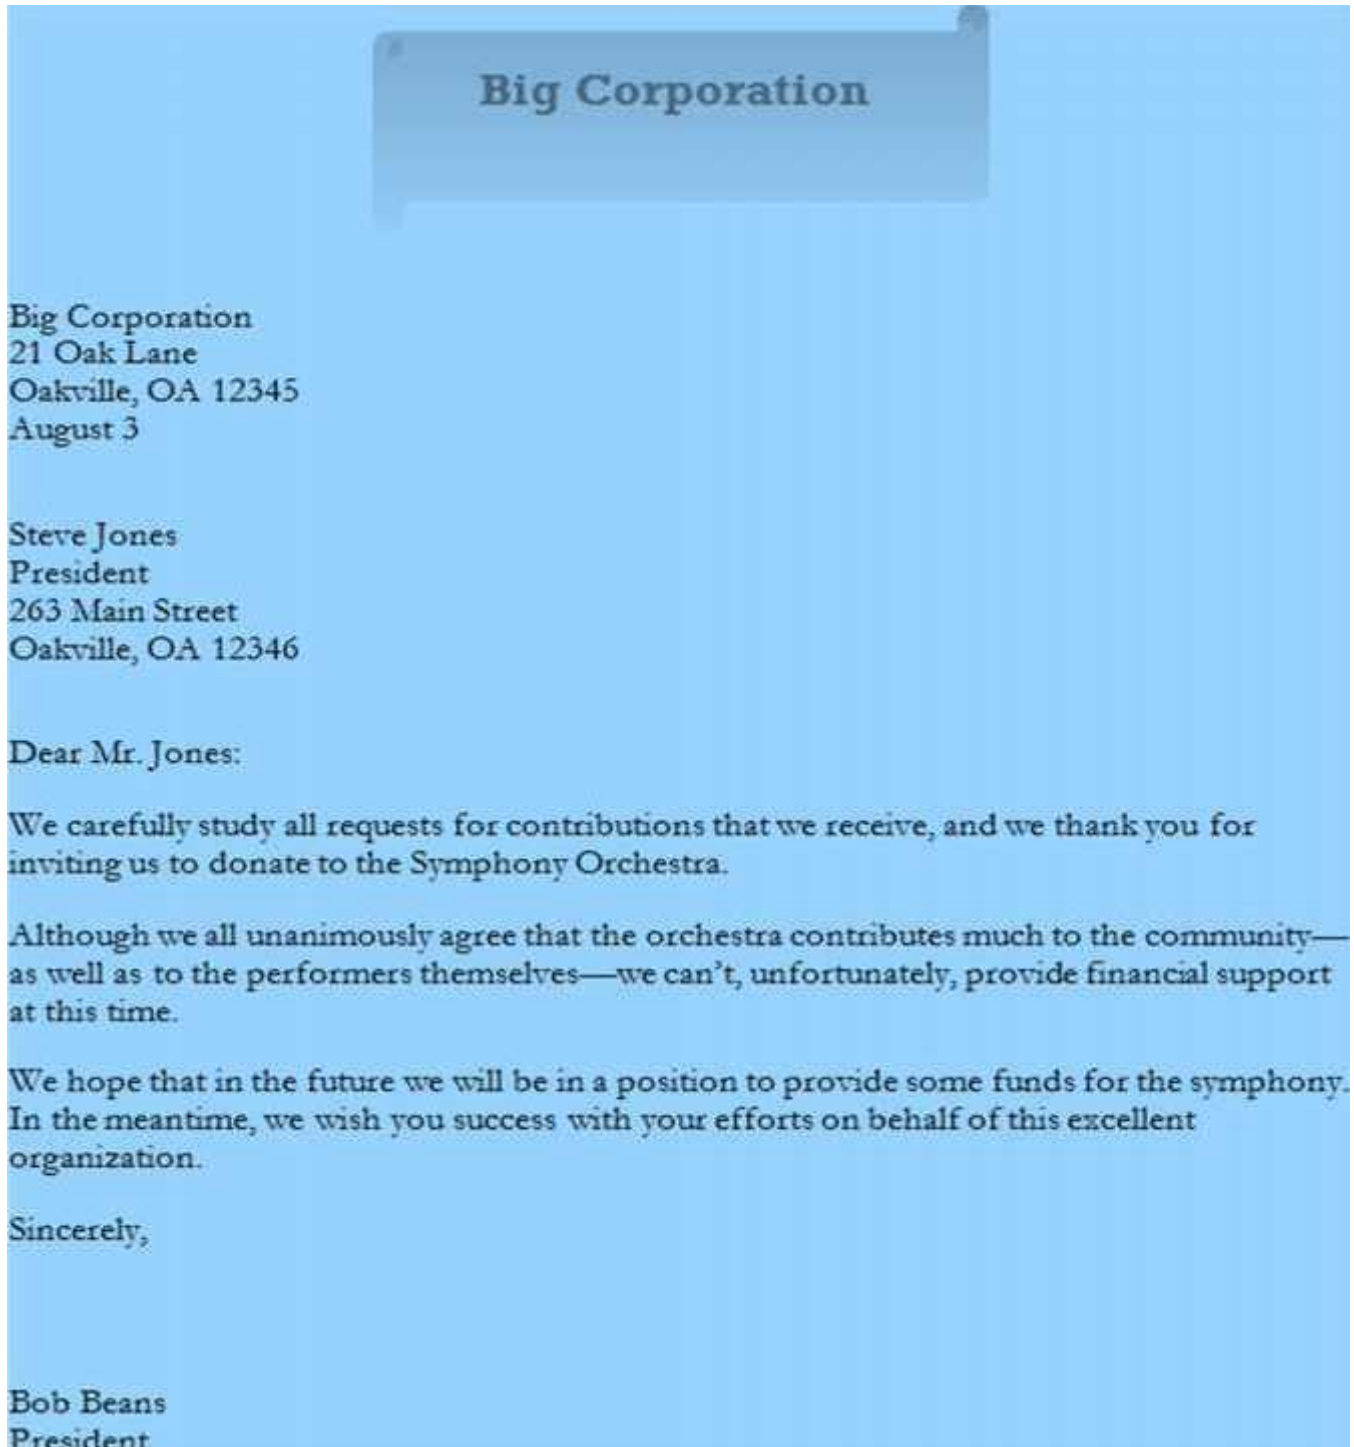 Big Corporation
Big Corporation
21 Oak Lane
Oakville, OA 12345
August 3
Steve Jones
President
263 Main Street
Oakville, OA 12346
Dear Mr. Jones:
We carefully study all requests for contributions that we receive, and we thank you for
inviting us to donate to the Symphony Orchestra.
Although we all unanimously agree that the orchestra contributes much to the community—
as well as to the performers themselves—we can’t, unfortunately, provide financial support
at this time.
We hope that in the future we will be in a position to provide some funds for the symphony.
In the meantime, we wish you success with your efforts on behalf of this excellent
organization.
Sincerely,
Bob Beans
President